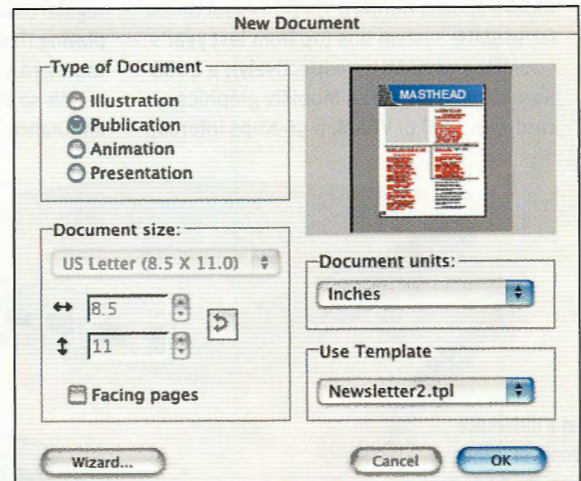 New Document
Type of Document
Illustration
Publication
Animation
Presentation
MASTHEAD
Document size:
US Letter (8.5 X 11.0)
8.5
11
Facing pages
Document units:
Inches
Use Template
Newsletter2.tpl
Wizard...
Cancel
OK